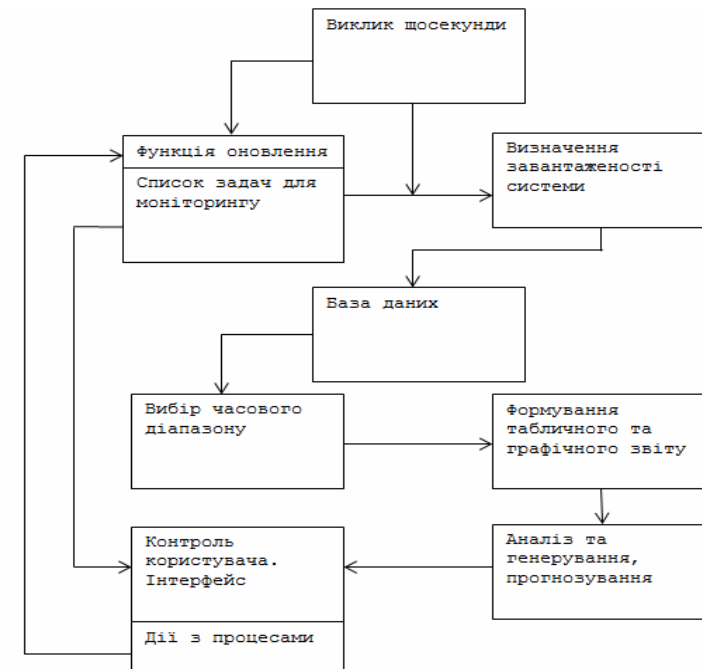 Виклик щосекунди
Функція оновлення
Список задач для
моніторингу
Визначення
завантаженості
системи
База даних
Вибір часового
діапазону
Формування
табличного та
графічного звіту
Контроль
користувача.
Інтерфейс
Дії з процесами
Аналіз та
генерування,
прогнозування